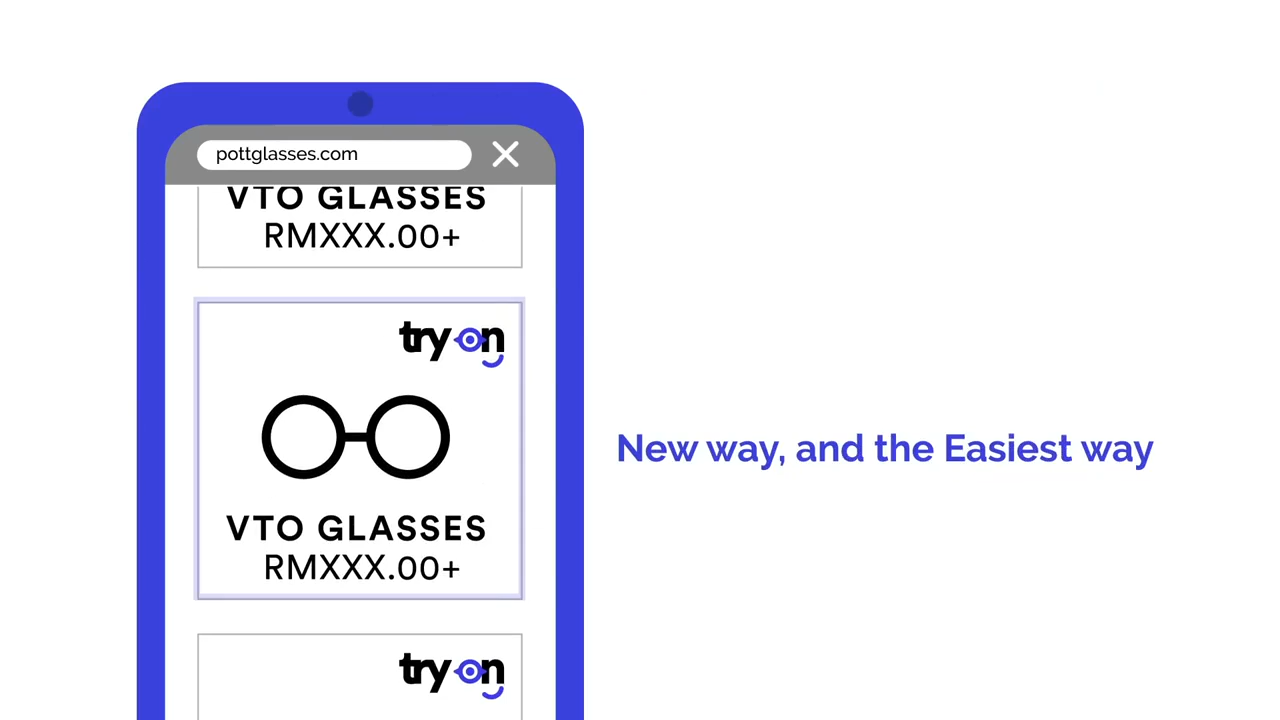 pottglasses.com
VTO GLASSES
RMXXX.00+
tryon
VTO GLASSES
RMXXX.00+
New way, and the Easiest way
tryon